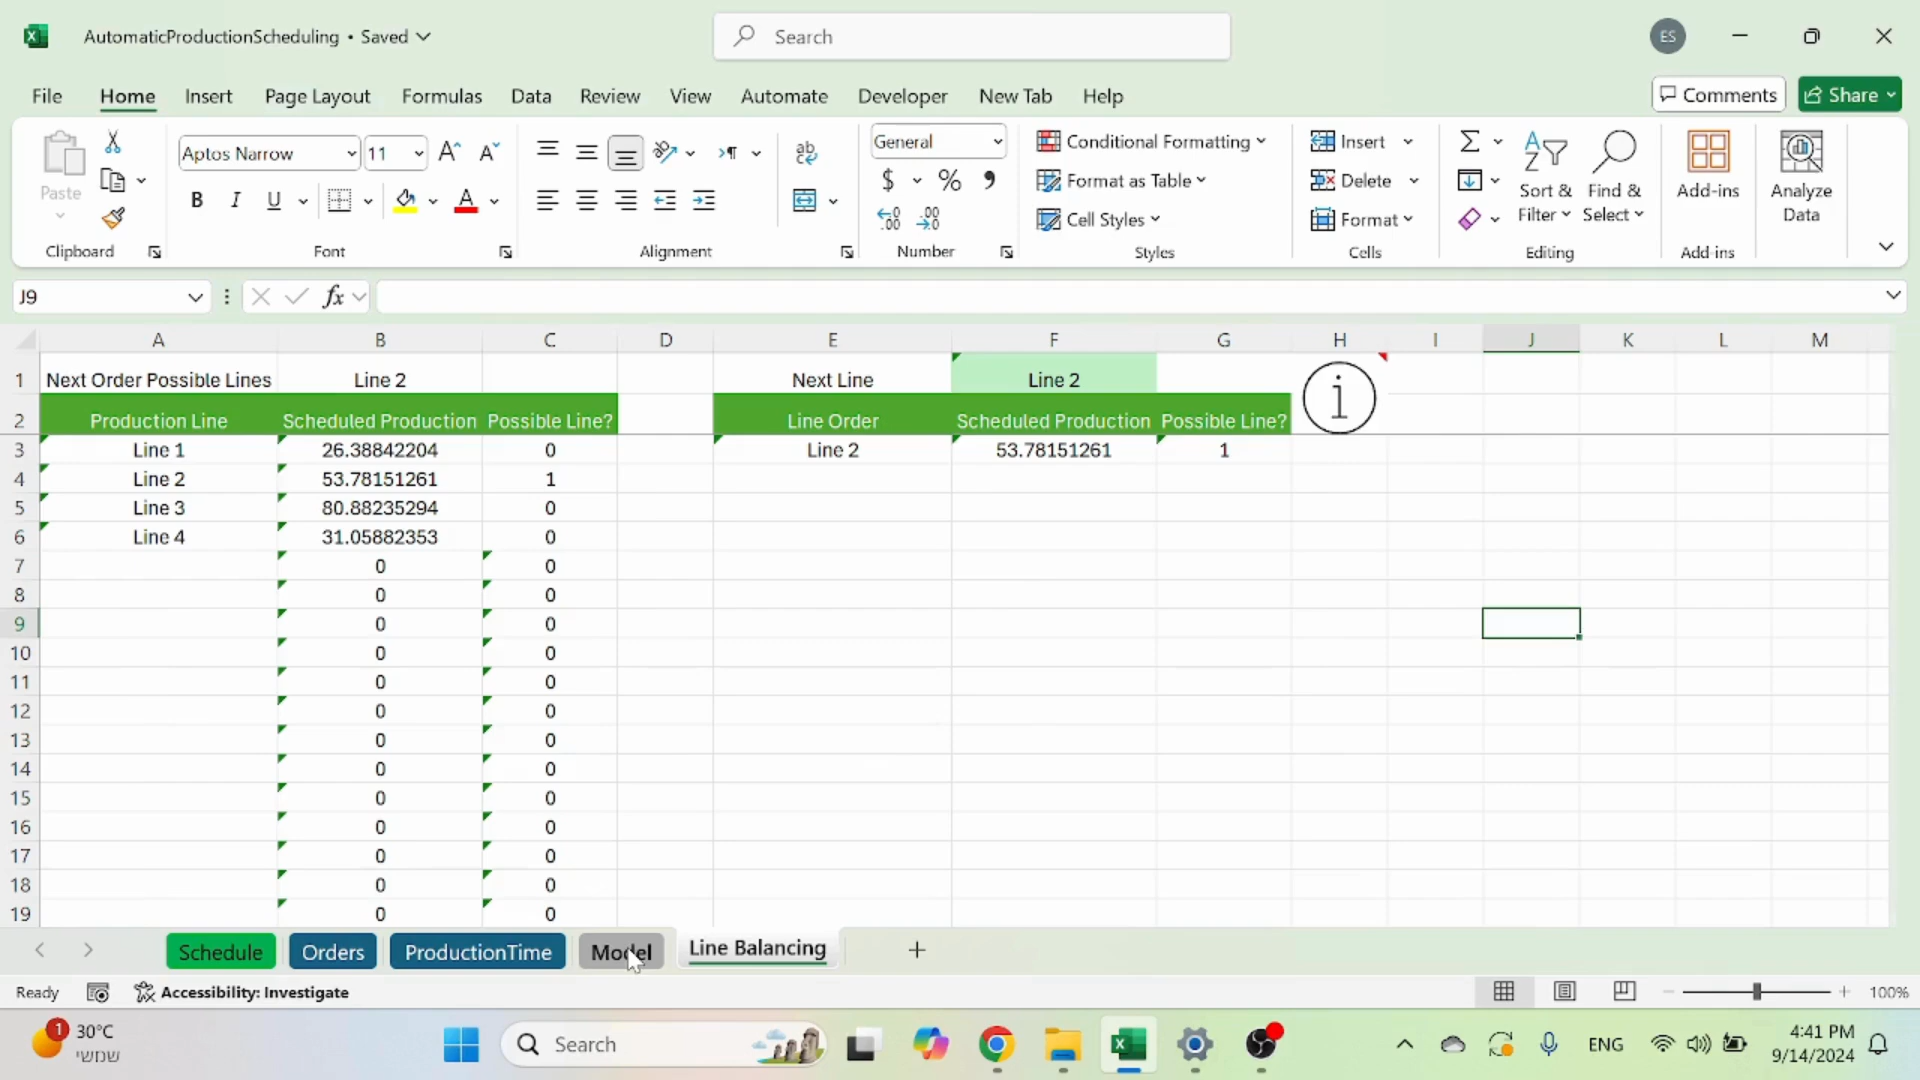 AutomaticProductionScheduling • Saved
Search
ES
File Home Insert Page Layout Formulas Data Review View Automate Developer New Tab Help
Comments Share
Paste
Clipboard
Aptos Narrow 11
B I U
Font
Alignment
General
$ % 9
Number
Conditional Formatting
Format as Table
Cell Styles
Styles
Insert
Delete
Format
Cells
Sort & Filter
Find & Select
Editing
Add-ins
Add-ins
Analyze Data
J9
fx
A B C D E F G H I J K L M
1 Next Order Possible Lines Line 2 Next Line Line 2 i
2 Production Line Scheduled Production Possible Line? Line Order Scheduled Production Possible Line?
3 Line 1 26.38842204 0 Line 2 53.78151261 1
4 Line 2 53.78151261 1
5 Line 3 80.88235294 0
6 Line 4 31.05882353 0
7 0 0
8 0 0
9 0 0
10 0 0
11 0 0
12 0 0
13 0 0
14 0 0
15 0 0
16 0 0
17 0 0
18 0 0
19 0 0
Schedule Orders ProductionTime Model Line Balancing +
Ready Accessibility: Investigate 100%
1 30°C
שמשי
Search
ENG
4:41 PM
9/14/2024